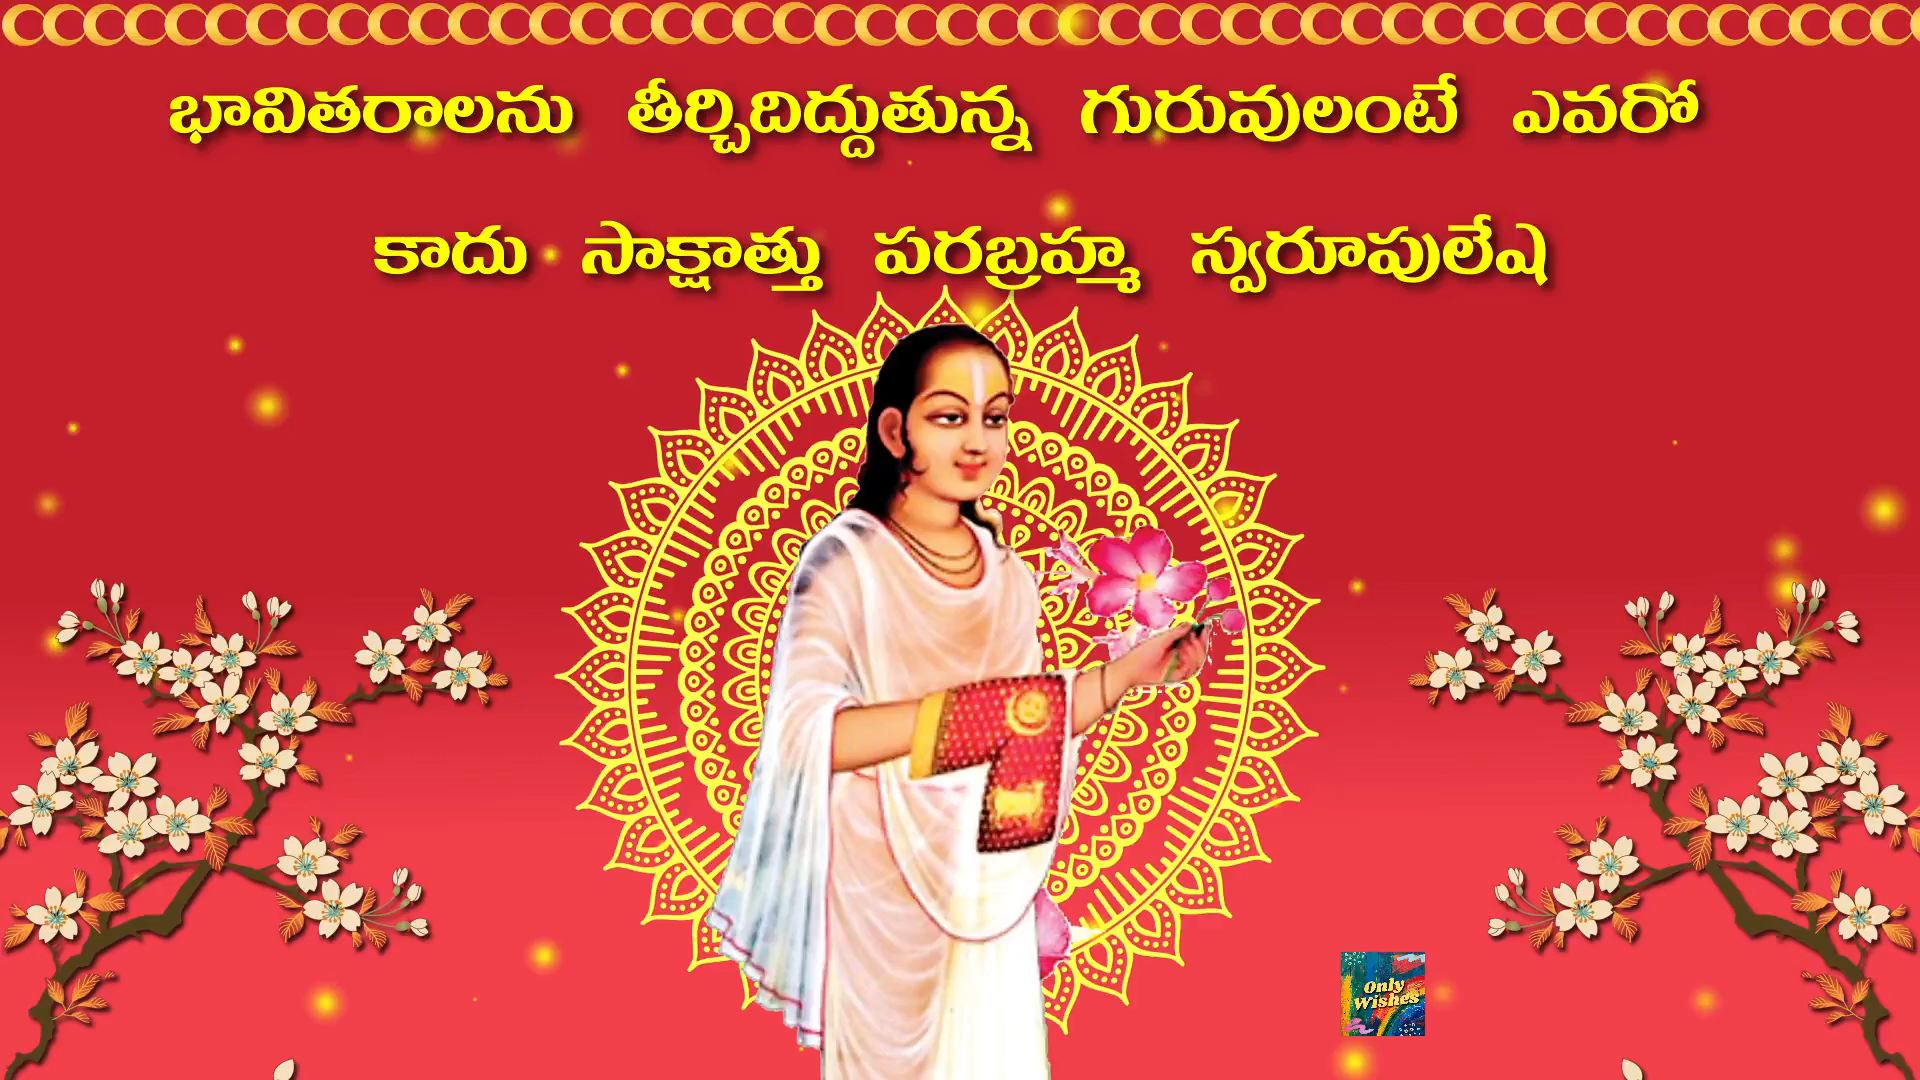 భావితరాలను తీర్చిదిద్దుతున్న గురువులంటే ఎవరో
కాదు సాక్షాత్తు పరబ్రహ్మ స్వరూపులేషి
Only
Wishes